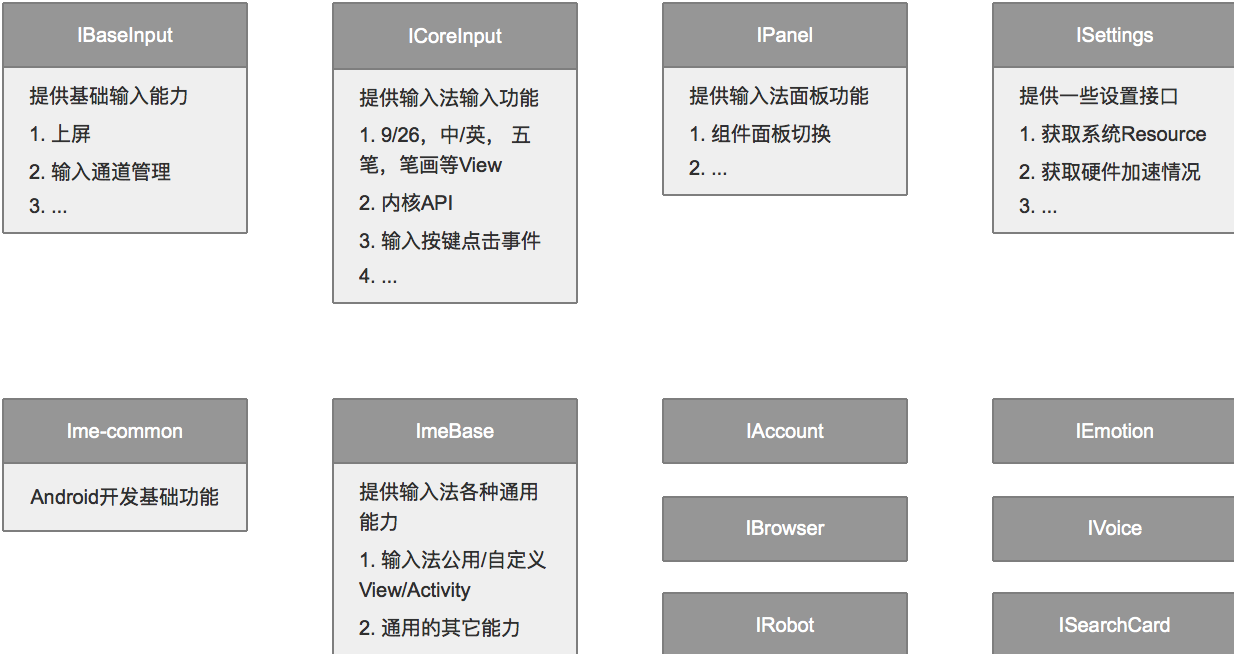 IBaseInput
提供基础输入能力
1. 上屏
2. 输入通道管理
3. ...
ICoreInput
提供输入法输入功能
1. 9/26，中/英， 五
笔，笔画等View
2. 内核API
3. 输入按键点击事件
4. ...
IPanel
提供输入法面板功能
1. 组件面板切换
2. ...
ISettings
提供一些设置接口
1. 获取系统Resource
2. 获取硬件加速情况
3. ...
Ime-common
Android开发基础功能
ImeBase
提供输入法各种通用
能力
1. 输入法公用/自定义
View/Activity
2. 通用的其它能力
IAccount
IBrowser
IRobot
IEmotion
IVoice
ISearchCard